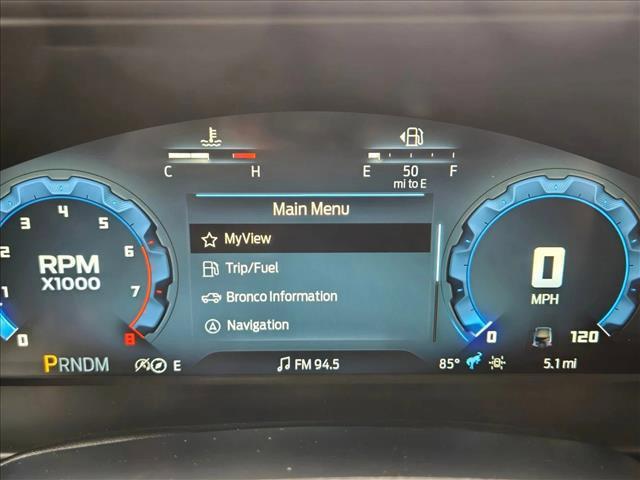 C H
E 50 F
mi to E
Main Menu
MyView
Trip/Fuel
Bronco Information
Navigation
0 1 2 3 4 5 6 7 8
RPM
X1000
0
MPH
0 120
PRNDM
E
FM 94.5
85°
5.1 mi